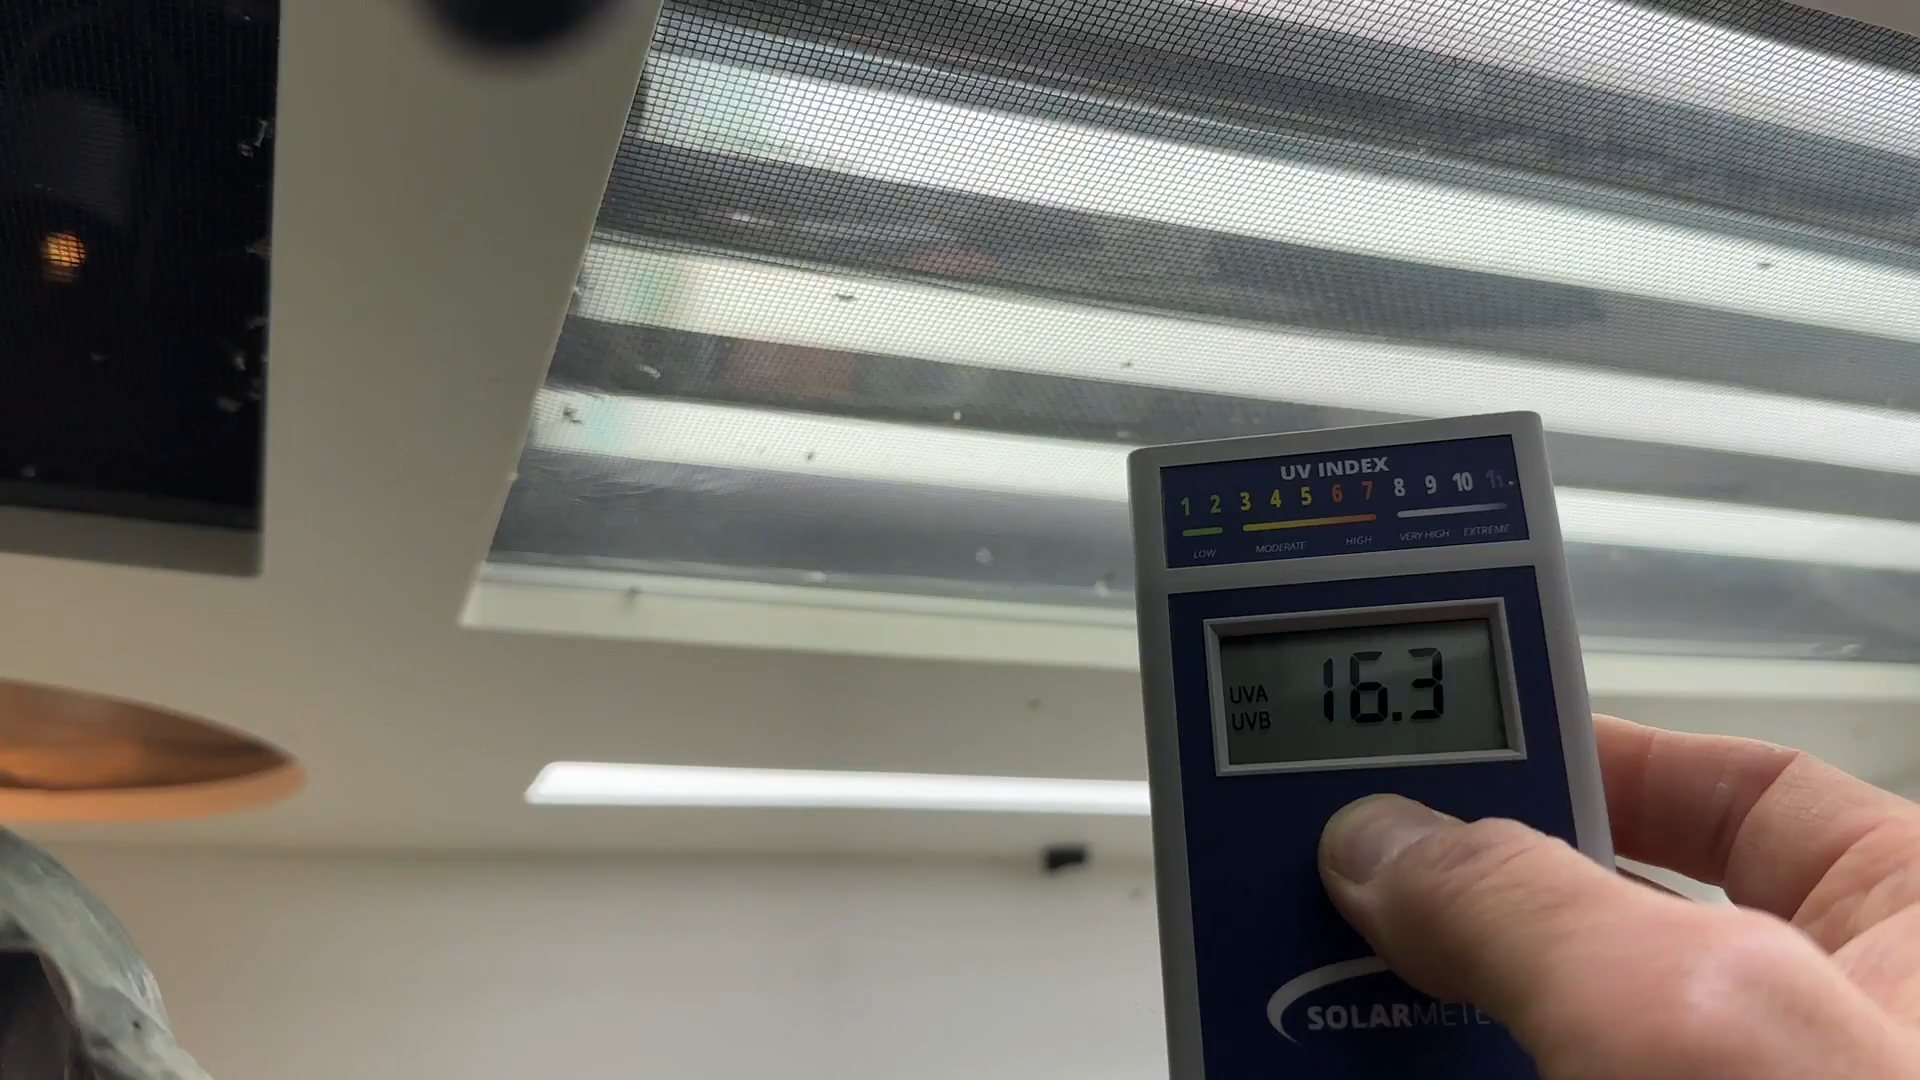 UV INDEX
1 2 3 4 5 6 7 8 9 10 11+
LOW MODERATE HIGH VERY HIGH EXTREME
UVA
UVB
16.3
SOLARMETE